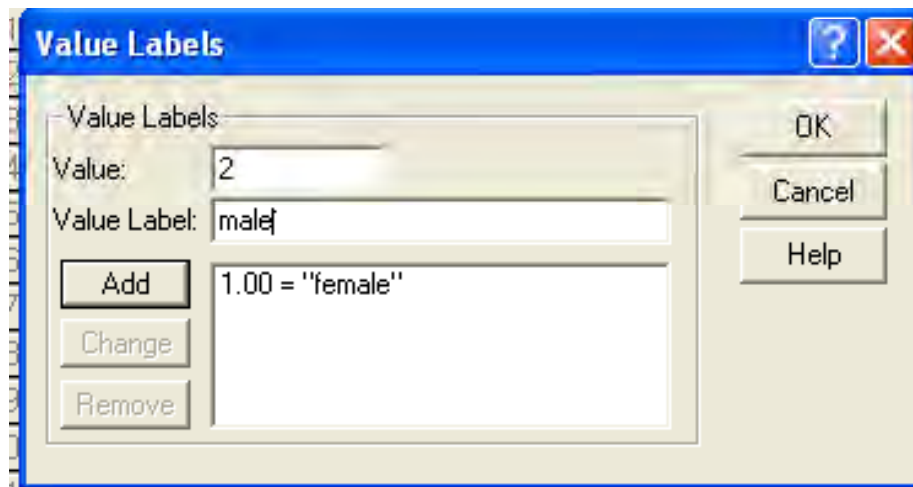 Value Labels
Value Labels
Value: 2
Value Label: male
Add
Change
Remove
1.00 = "female"
OK
Cancel
Help